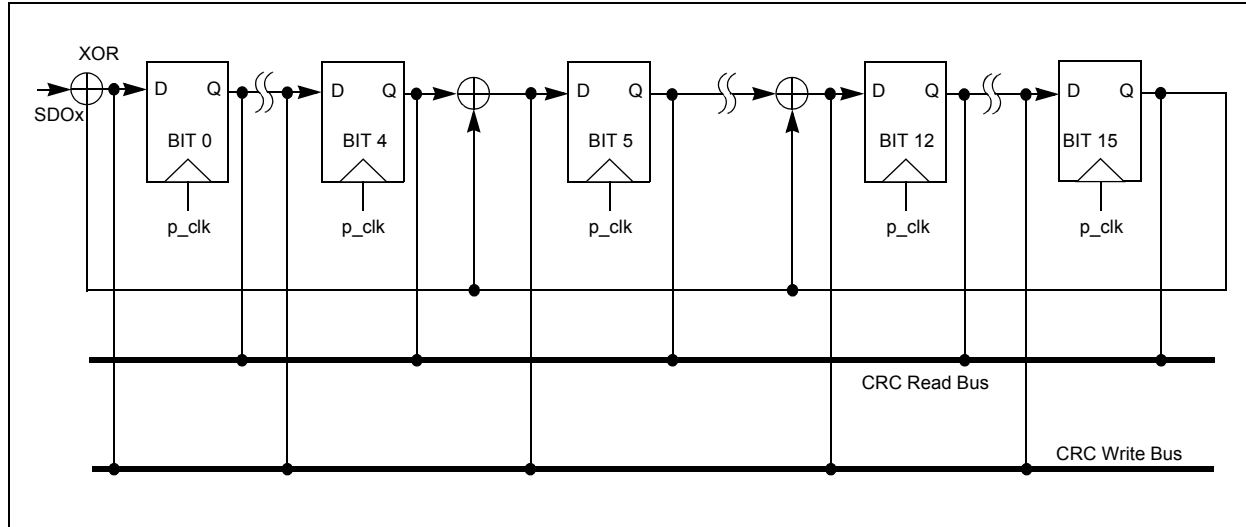 XOR
SDOx
D Q
BIT 0
p_clk
D Q
BIT 4
p_clk
D Q
BIT 5
p_clk
D Q
BIT 12
p_clk
D Q
BIT 15
p_clk
CRC Read Bus
CRC Write Bus